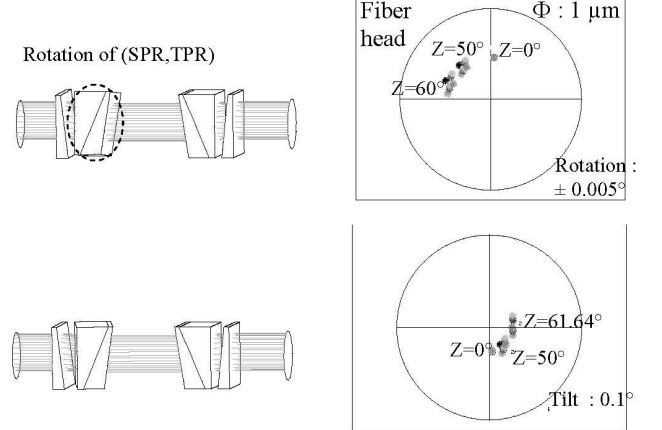 Rotation of (SPR,TPR)
Fiber head
Φ : 1 µm
Z=50°
Z=0°
Z=60°
Rotation :
± 0.005°
Z=61.64°
Z=0°
Z=50°
Tilt : 0.1°